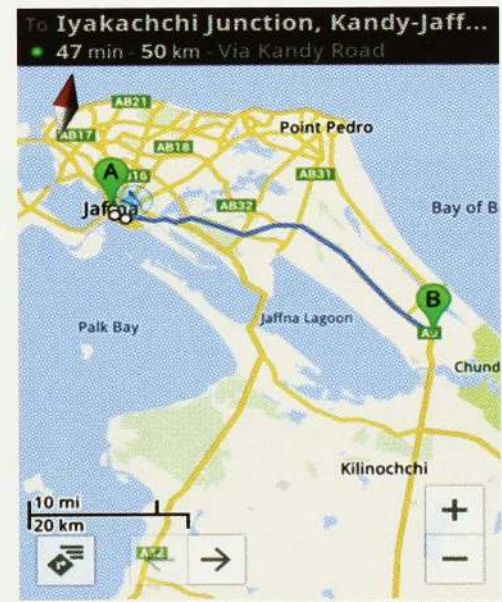 To Iyakachchi Junction, Kandy-Jaff...
47 min - 50 km - Via Kandy Road
AB21
AB17
Point Pedro
AB18
A
B16
AB31
Jaffna
AB32
Bay of B
B
Jaffna Lagoon
A9
Palk Bay
Chund
Kilinochchi
10 mi
20 km